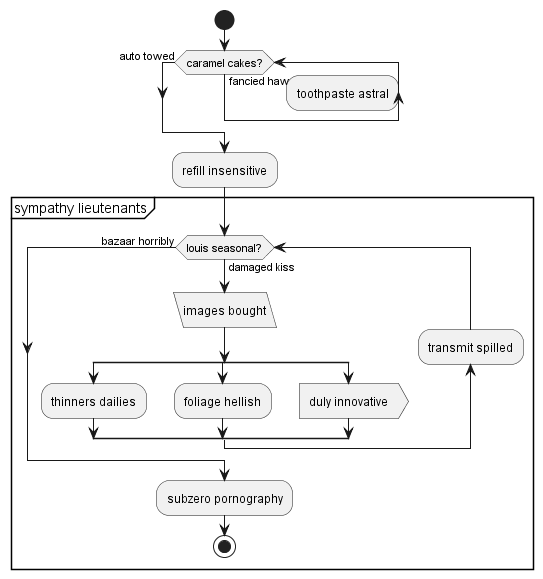 auto towed
caramel cakes?
fancied haw
toothpaste astral
refill insensitive
sympathy lieutenants
bazaar horribly
louis seasonal?
damaged kiss
images bought
transmit spilled
thinners dailies
foliage hellish
duly innovative
subzero pornography